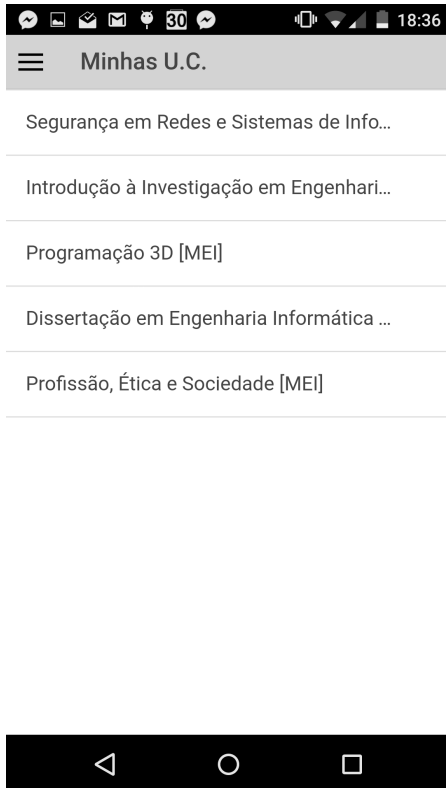 30
18:36
Minhas U.C.
Segurança em Redes e Sistemas de Info...
Introdução à Investigação em Engenhari...
Programação 3D [MEI]
Dissertação em Engenharia Informática ...
Profissão, Ética e Sociedade [MEI]